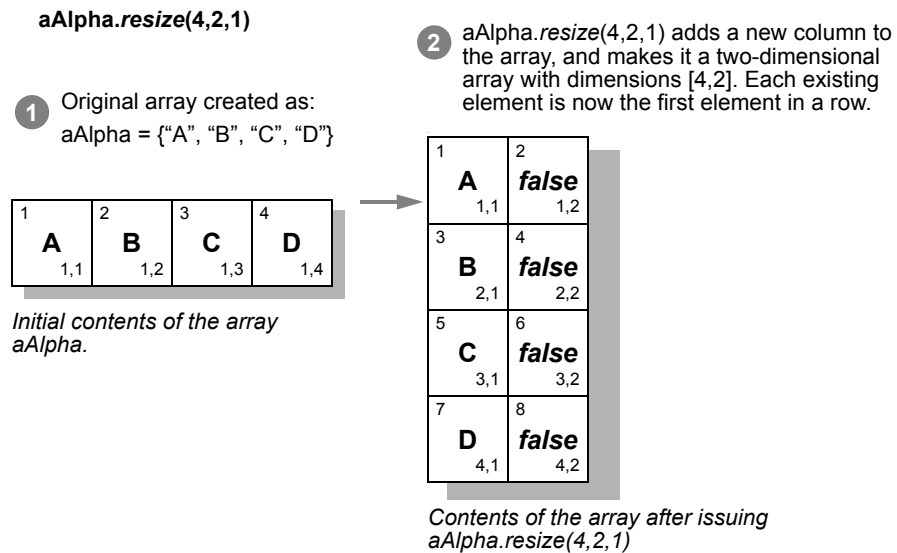 aAlpha.resize(4,2,1)
1
Original array created as:
aAlpha = {“A”, “B”, “C”, “D”}
1 2 3 4
A B C D
1,1 1,2 1,3 1,4
Initial contents of the array
aAlpha.
2
aAlpha.resize(4,2,1) adds a new column to
the array, and makes it a two-dimensional
array with dimensions [4,2]. Each existing
element is now the first element in a row.
1 2
A false
1,1 1,2
3 4
B false
2,1 2,2
5 6
C false
3,1 3,2
7 8
D false
4,1 4,2
Contents of the array after issuing
aAlpha.resize(4,2,1)